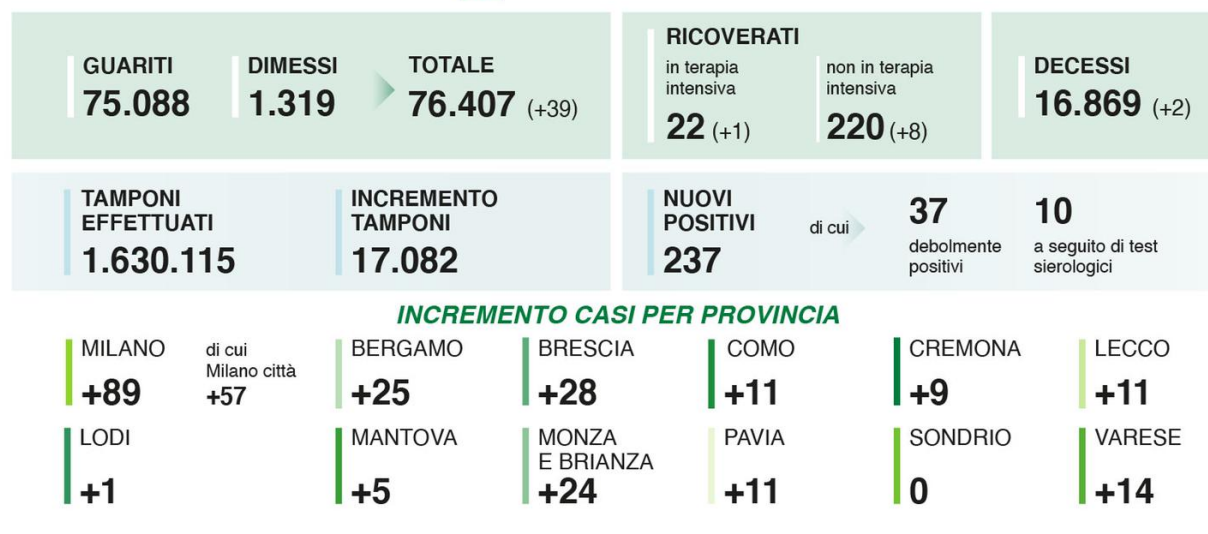 GUARITI
75.088
DIMESSI
1.319
TOTALE
76.407 (+39)
RICOVERATI
in terapia
intensiva
22 (+1)
non in terapia
intensiva
220 (+8)
DECESSI
16.869 (+2)
TAMPONI
EFFETTUATI
1.630.115
INCREMENTO
TAMPONI
17.082
NUOVI
POSITIVI
237
di cui
37
debolmente
positivi
10
a seguito di test
sierologici
INCREMENTO CASI PER PROVINCIA
MILANO
+89
di cui
Milano città
+57
BERGAMO
+25
BRESCIA
+28
COMO
+11
CREMONA
+9
LECCO
+11
LODI
+1
MANTOVA
+5
MONZA
E BRIANZA
+24
PAVIA
+11
SONDRIO
0
VARESE
+14